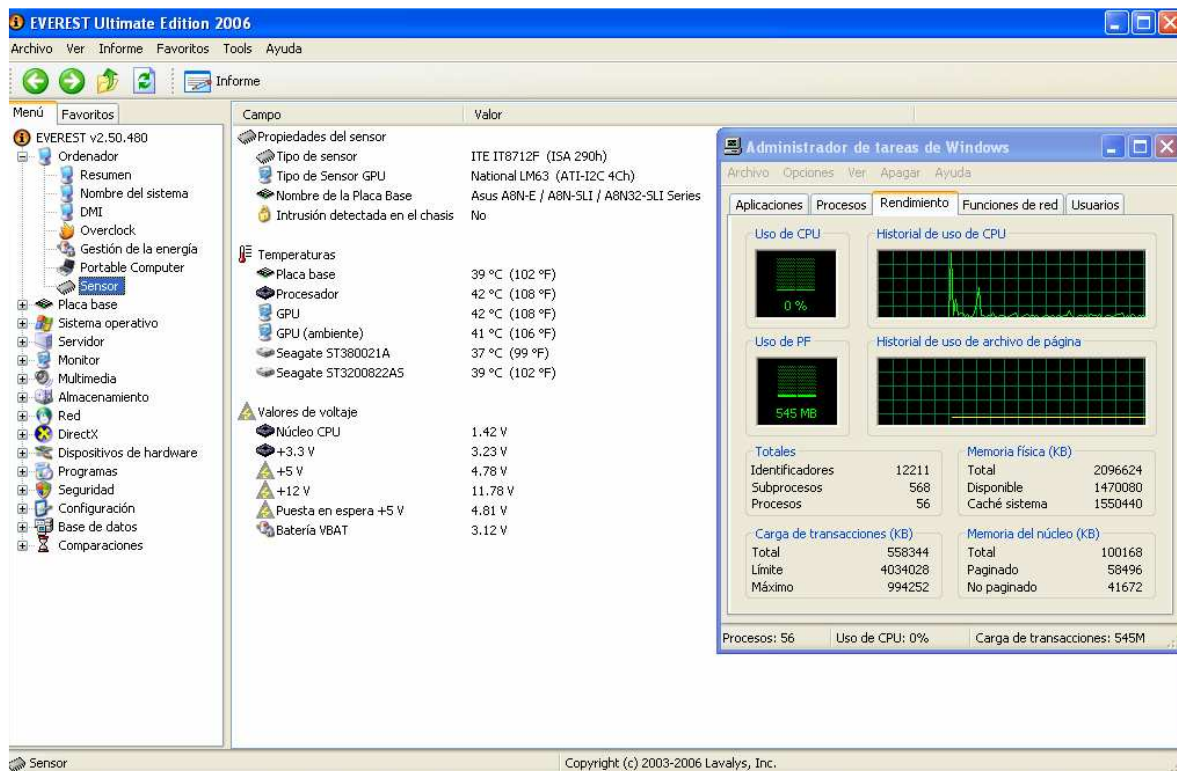 EVEREST Ultimate Edition 2006
Archivo Ver Informe Favoritos Tools Ayuda
Informe
Menú Favoritos
EVEREST v2.50.480
Ordenador
Resumen
Nombre del sistema
DMI
Overclock
Gestión de la energía
Portable Computer
Sensor
Placa base
Sistema operativo
Servidor
Monitor
Multimedia
Almacenamiento
Red
DirectX
Dispositivos de hardware
Programas
Seguridad
Configuración
Base de datos
Comparaciones
Campo Valor
Propiedades del sensor
Tipo de sensor ITE IT8712F (ISA 290h)
Tipo de Sensor GPU National LM63 (ATI-I2C 4Ch)
Nombre de la Placa Base Asus A8N-E / A8N-SLI / A8N32-SLI Series
Intrusión detectada en el chasis No
Temperaturas
Placa base 39 °C (102 °F)
Procesador 42 °C (108 °F)
GPU 42 °C (108 °F)
GPU (ambiente) 41 °C (106 °F)
Seagate ST380021A 37 °C (99 °F)
Seagate ST3200822AS 39 °C (102 °F)
Valores de voltaje
Núcleo CPU 1.42 V
+3.3 V 3.23 V
+5 V 4.78 V
+12 V 11.78 V
Puesta en espera +5 V 4.81 V
Batería VBAT 3.12 V
Administrador de tareas de Windows
Archivo Opciones Ver Apagar Ayuda
Aplicaciones Procesos Rendimiento Funciones de red Usuarios
Uso de CPU Historial de uso de CPU
0 %
Uso de PF Historial de uso de archivo de página
545 MB
Totales
Identificadores 12211
Subprocesos 568
Procesos 56
Memoria física (KB)
Total 2096624
Disponible 1470080
Caché sistema 1550440
Carga de transacciones (KB)
Total 558344
Límite 4034028
Máximo 994252
Memoria del núcleo (KB)
Total 100168
Paginado 58496
No paginado 41672
Procesos: 56 Uso de CPU: 0% Carga de transacciones: 545M
Sensor Copyright (c) 2003-2006 Lavalys, Inc.